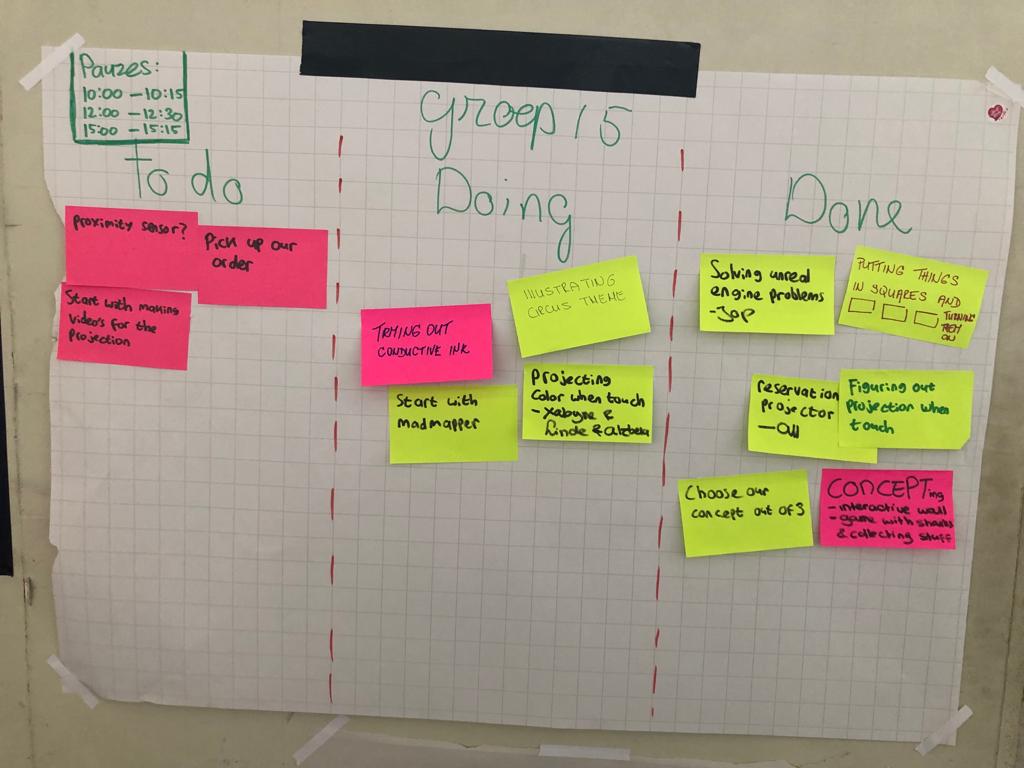 Pauzes:
10:00 - 10:15
12:00 - 12:30
15:00 - 15:15
groep 15
To do
Doing
Done
Proximity sensor?
Pick up our
order
Start with making
Video's for the
projection
TRYING OUT
CONDUCTIVE INK
ILLUSTRATING
CIRCUS THEME
Start with
madmapper
Projecting
Color when touch
- &
Linde &
Solving unreal
engine problems
- Jop
PUTTING THINGS
IN SQUARES AND
TURNING
THEM
ON
reservation
projector
- All
Figuring out
projection when
touch
Choose our
concept out of 3
CONCEPTing
- interactive wall
- game with sharks
& collecting stuff